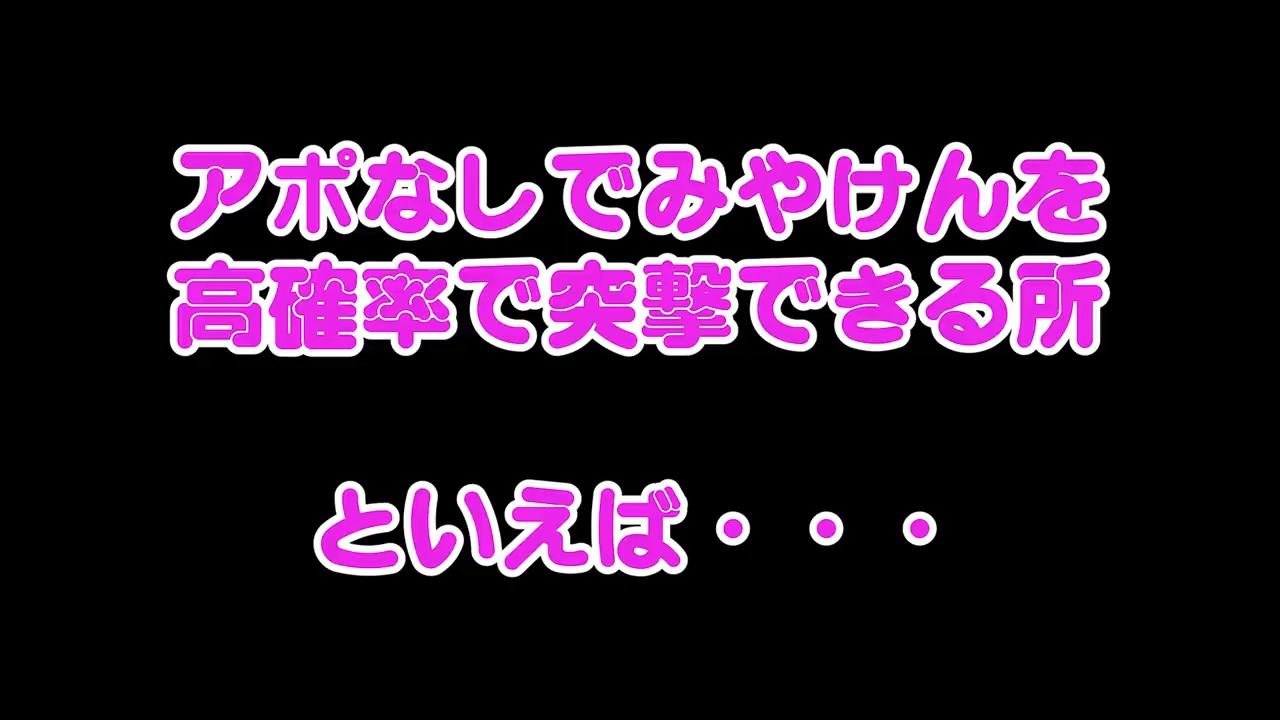 アポなしでみやけんを
高確率で突撃できる所
といえば・・・